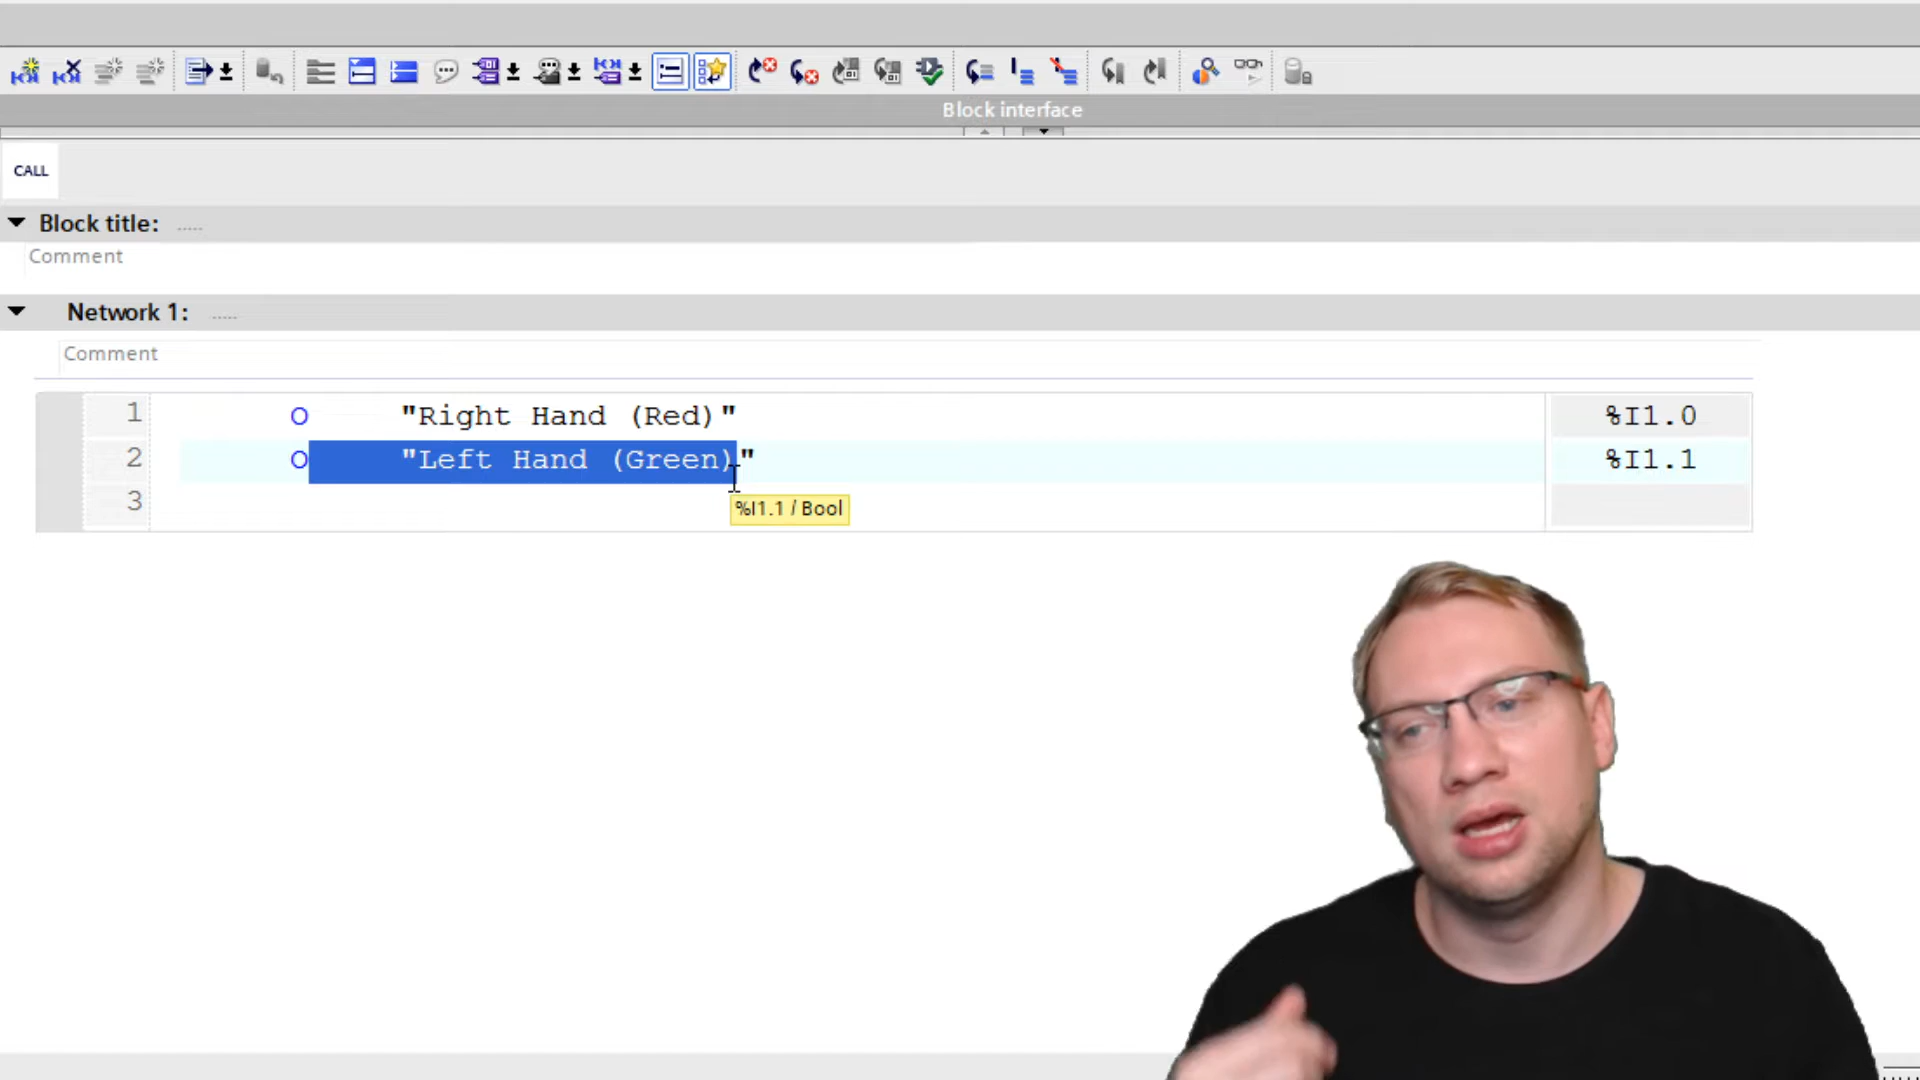 Block interface
CALL
Block title: .....
Comment
Network 1: .....
Comment
1 O "Right Hand (Red)" %I1.0
2 O "Left Hand (Green)" %I1.1
3
%I1.1 / Bool